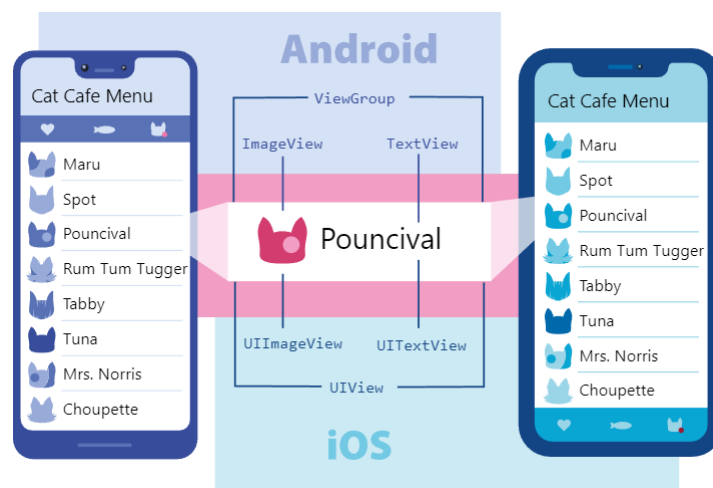 Android
Cat Cafe Menu
Maru
Spot
Pouncival
Rum Tum Tugger
Tabby
Tuna
Mrs. Norris
Choupette
ViewGroup
ImageView
TextView
Pouncival
UIImageView
UITextView
UIView
iOS
Cat Cafe Menu
Maru
Spot
Pouncival
Rum Tum Tugger
Tabby
Tuna
Mrs. Norris
Choupette